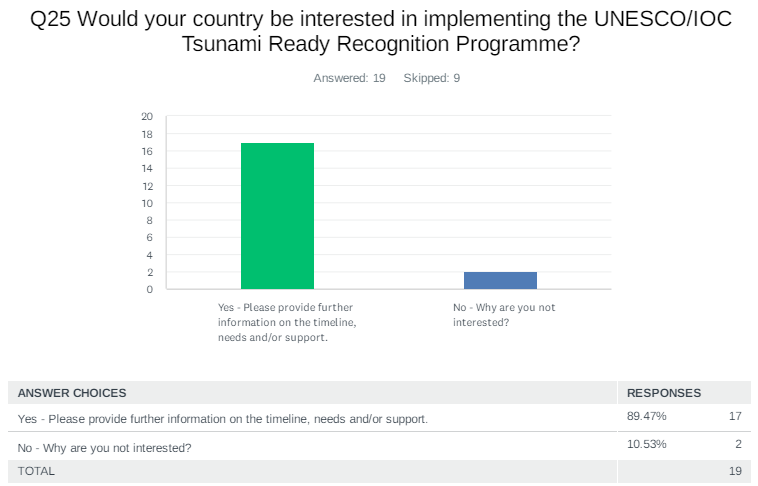 Q25 Would your country be interested in implementing the UNESCO/IOC
Tsunami Ready Recognition Programme?
Answered: 19 Skipped: 9
20
18
16
14
12
10
8
6
4
2
0
Yes - Please provide further
information on the timeline,
needs and/or support.
No - Why are you not
interested?
ANSWER CHOICES RESPONSES
Yes - Please provide further information on the timeline, needs and/or support. 89.47% 17
No - Why are you not interested? 10.53% 2
TOTAL 19